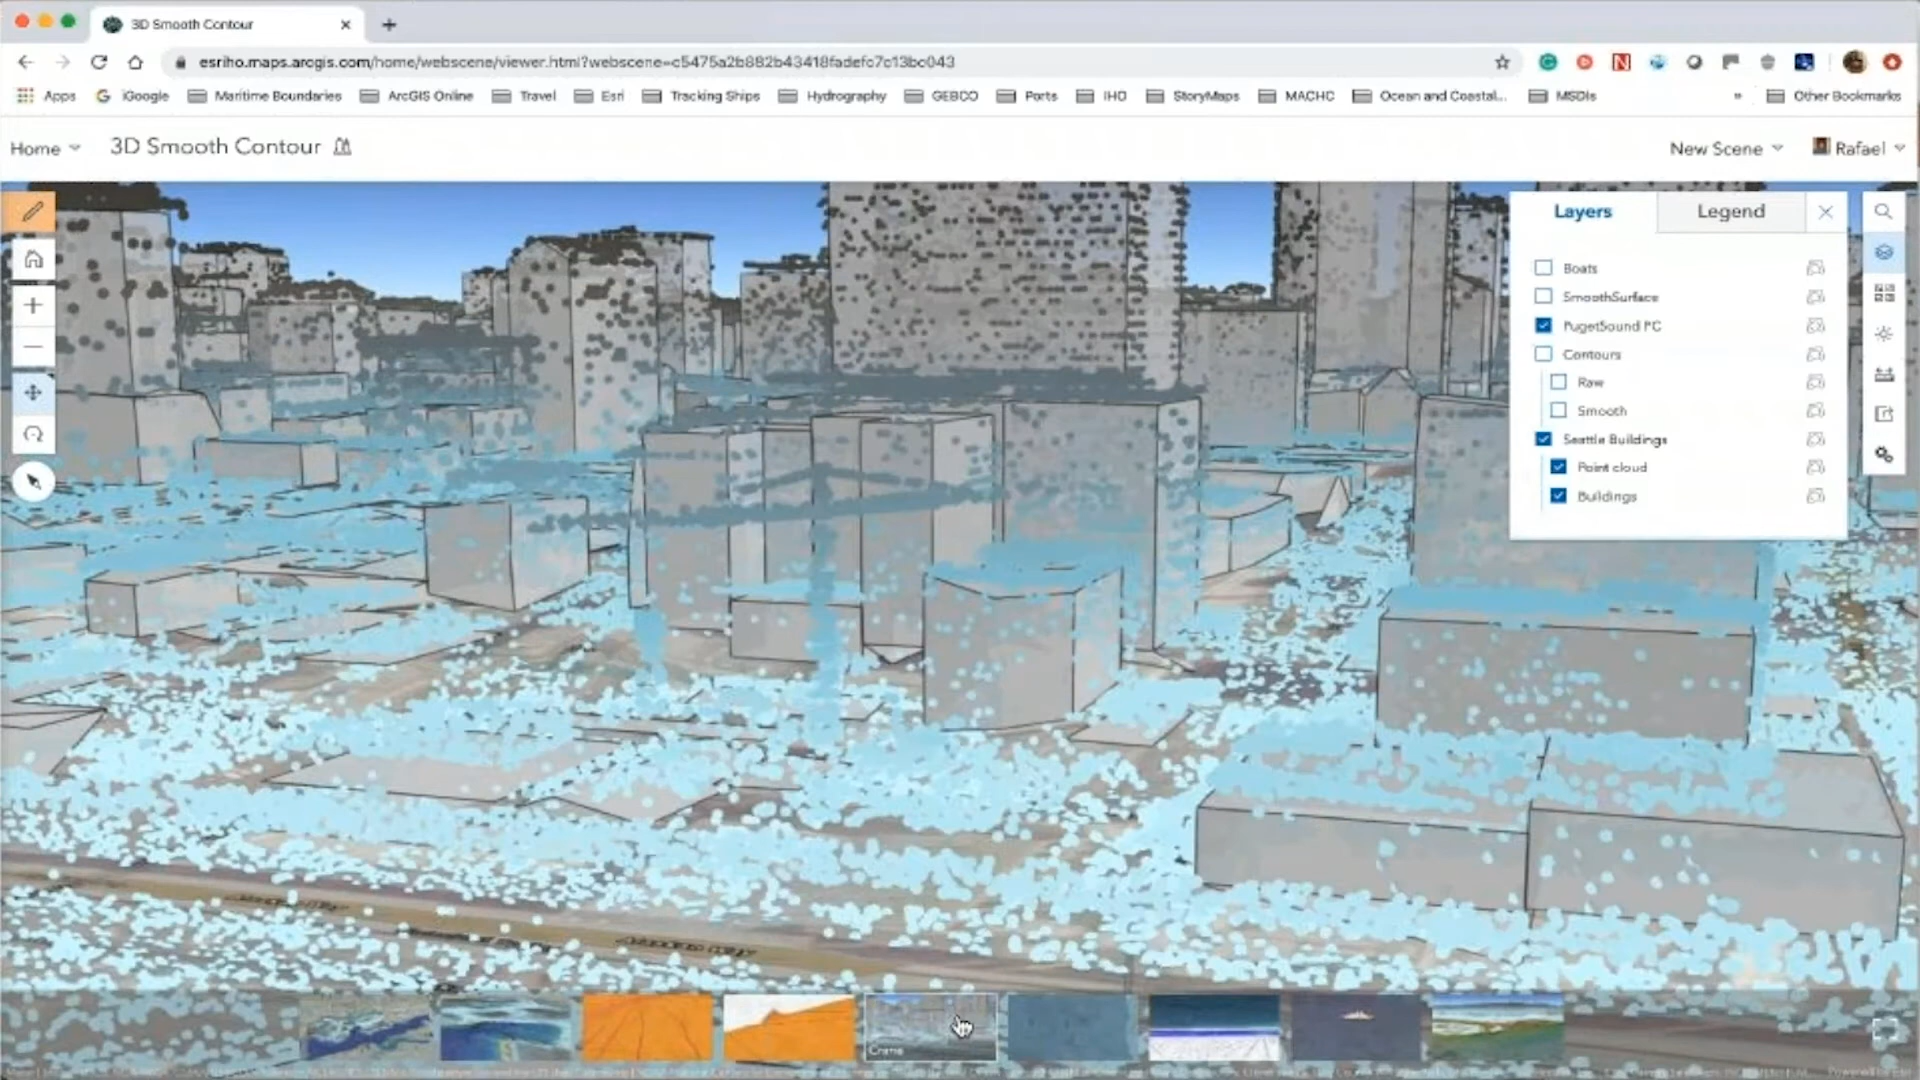 3D Smooth Contour
esriho.maps.arcgis.com/home/webscene/viewer.html?webscene=c5475a2b882b43418fadefc7c13bc043
Apps iGoogle Maritime Boundaries ArcGIS Online Travel Esri Tracking Ships Hydrography GEBCO Ports IHO StoryMaps MACHC Ocean and Coastal... MSDIs » Other Bookmarks
Home 3D Smooth Contour New Scene Rafael
Layers Legend
Boats
SmoothSurface
PugetSound PC
Contours
Raw
Smooth
Seattle Buildings
Point cloud
Buildings
Crane